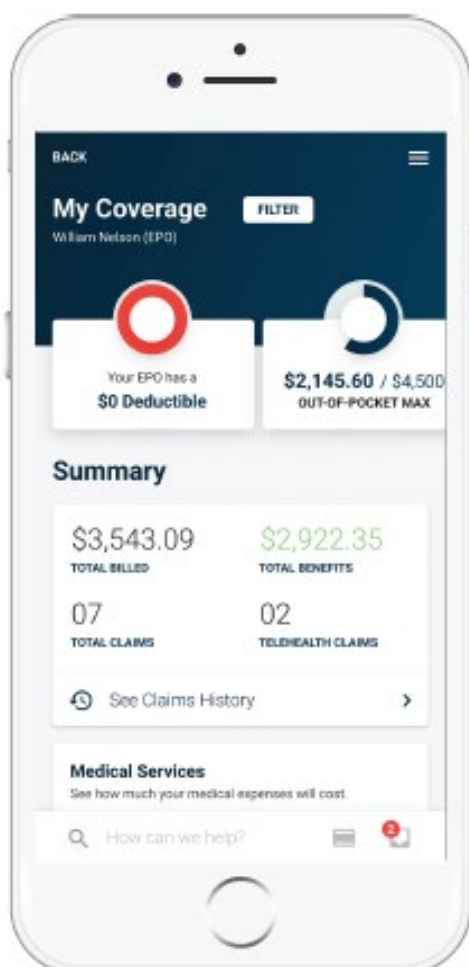 BACK
My Coverage
FILTER
William Nelson (EPO)
Your EPO has a
$0 Deductible
$2,145.60 / $4,500
OUT-OF-POCKET MAX
Summary
$3,543.09
$2,922.35
TOTAL BILLED
TOTAL BENEFITS
07
02
TOTAL CLAIMS
TELEHEALTH CLAIMS
See Claims History
Medical Services
See how much your medical expenses will cost.
How can we help?
2